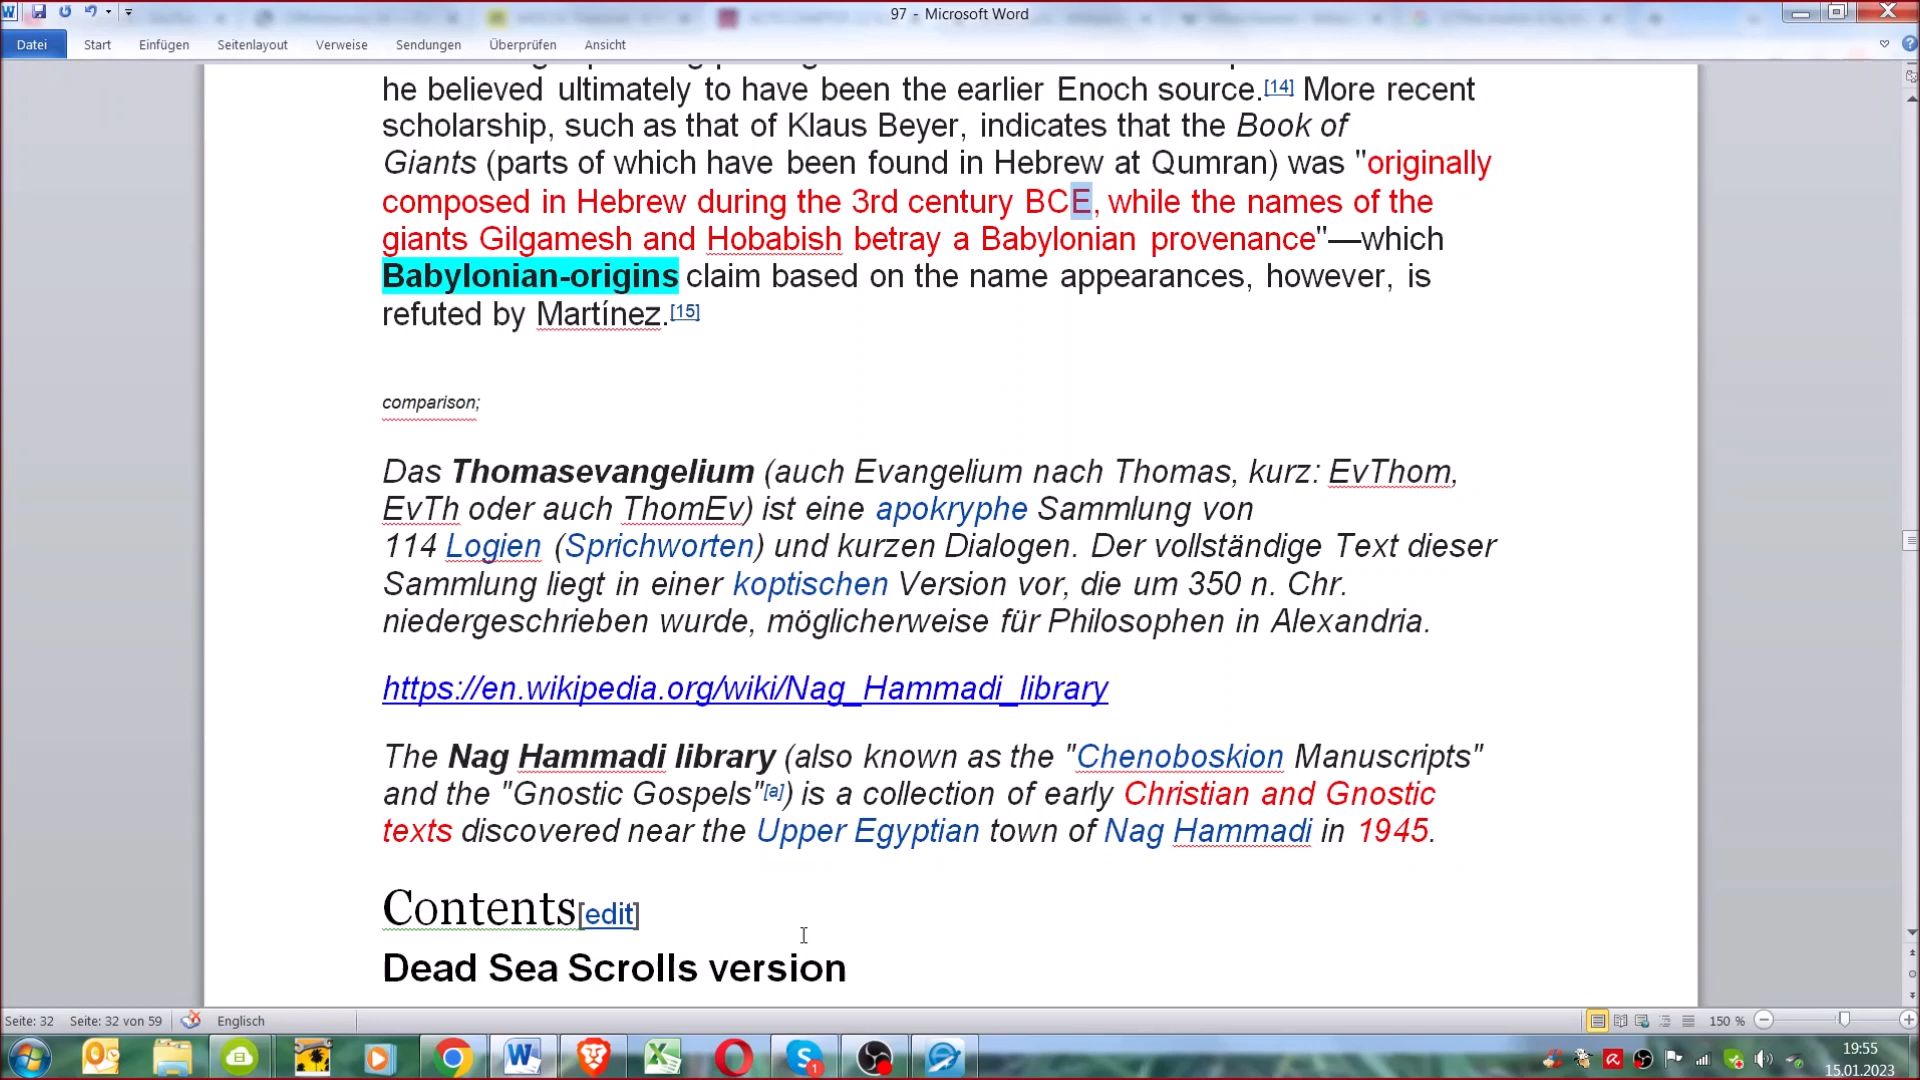 97 - Microsoft Word
Datei Start Einfügen Seitenlayout Verweise Sendungen Überprüfen Ansicht
he believed ultimately to have been the earlier Enoch source.[14] More recent
scholarship, such as that of Klaus Beyer, indicates that the Book of
Giants (parts of which have been found in Hebrew at Qumran) was "originally
composed in Hebrew during the 3rd century BCE, while the names of the
giants Gilgamesh and Hobabish betray a Babylonian provenance"—which
Babylonian-origins claim based on the name appearances, however, is
refuted by Martínez.[15]
comparison;
Das Thomasevangelium (auch Evangelium nach Thomas, kurz: EvThom,
EvTh oder auch ThomEv) ist eine apokryphe Sammlung von
114 Logien (Sprichworten) und kurzen Dialogen. Der vollständige Text dieser
Sammlung liegt in einer koptischen Version vor, die um 350 n. Chr.
niedergeschrieben wurde, möglicherweise für Philosophen in Alexandria.
https://en.wikipedia.org/wiki/Nag_Hammadi_library
The Nag Hammadi library (also known as the "Chenoboskion Manuscripts"
and the "Gnostic Gospels"[a]) is a collection of early Christian and Gnostic
texts discovered near the Upper Egyptian town of Nag Hammadi in 1945.
Contents[edit]
Dead Sea Scrolls version
Seite: 32 Seite: 32 von 59 Englisch 150 %
19:55
15.01.2023